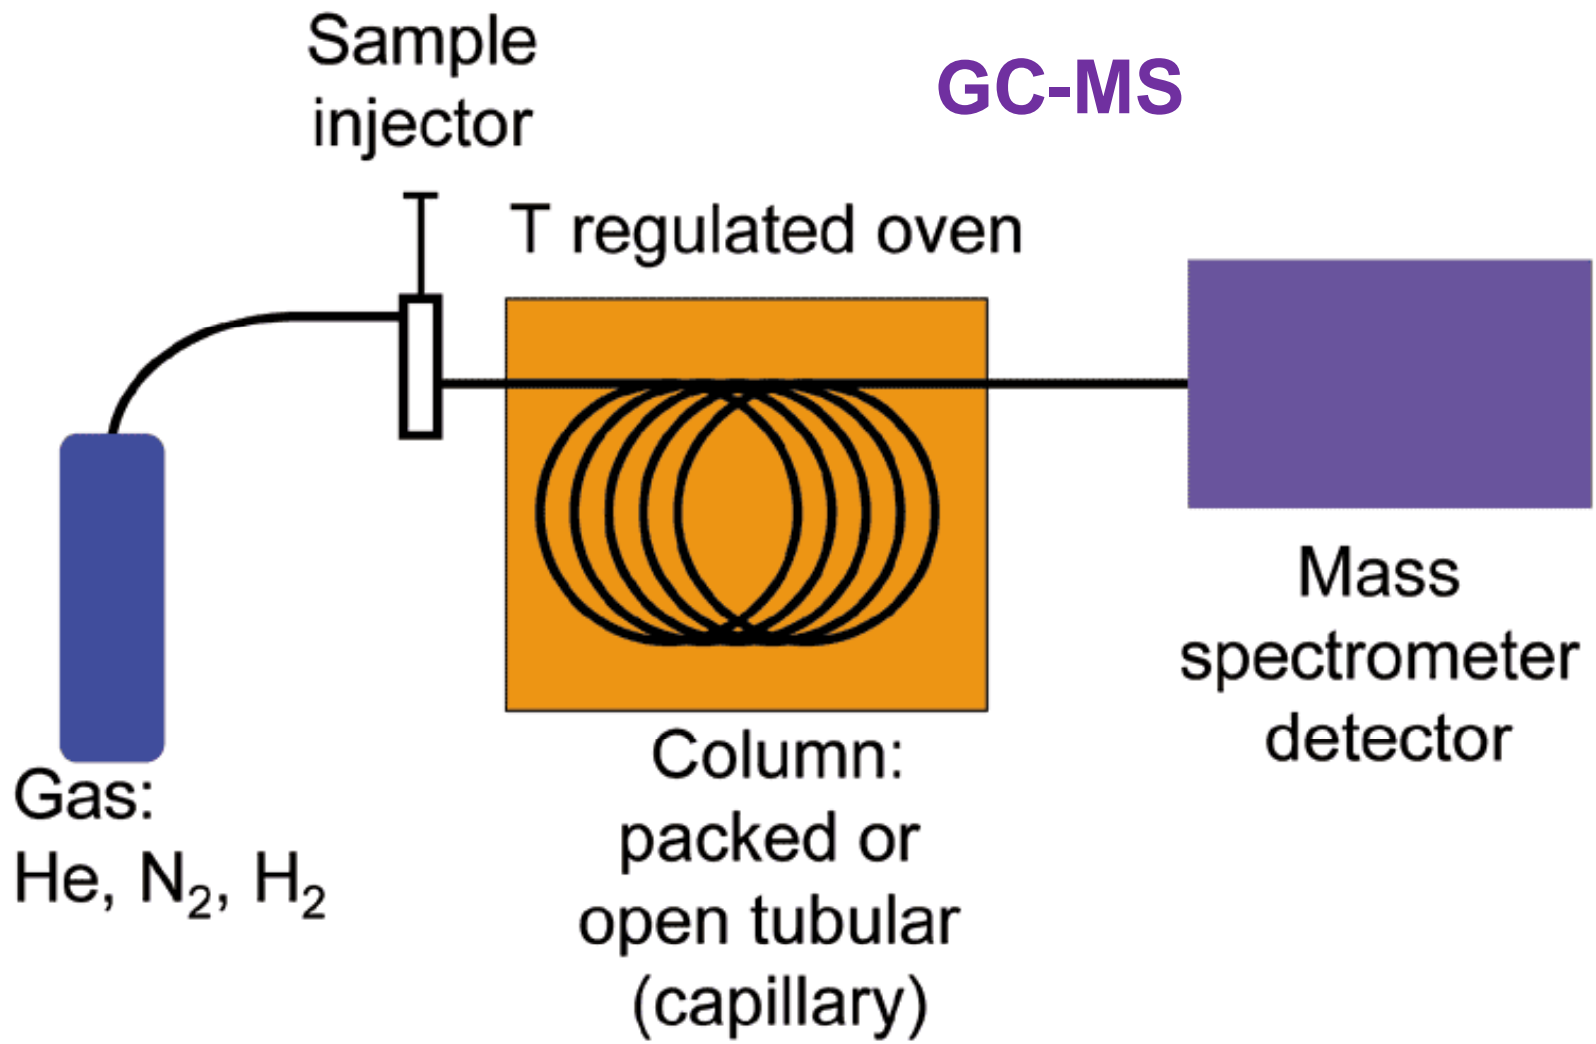 Sample
injector
GC-MS
T regulated oven
Mass
spectrometer
detector
Gas:
He, N₂, H₂
Column:
packed or
open tubular
(capillary)